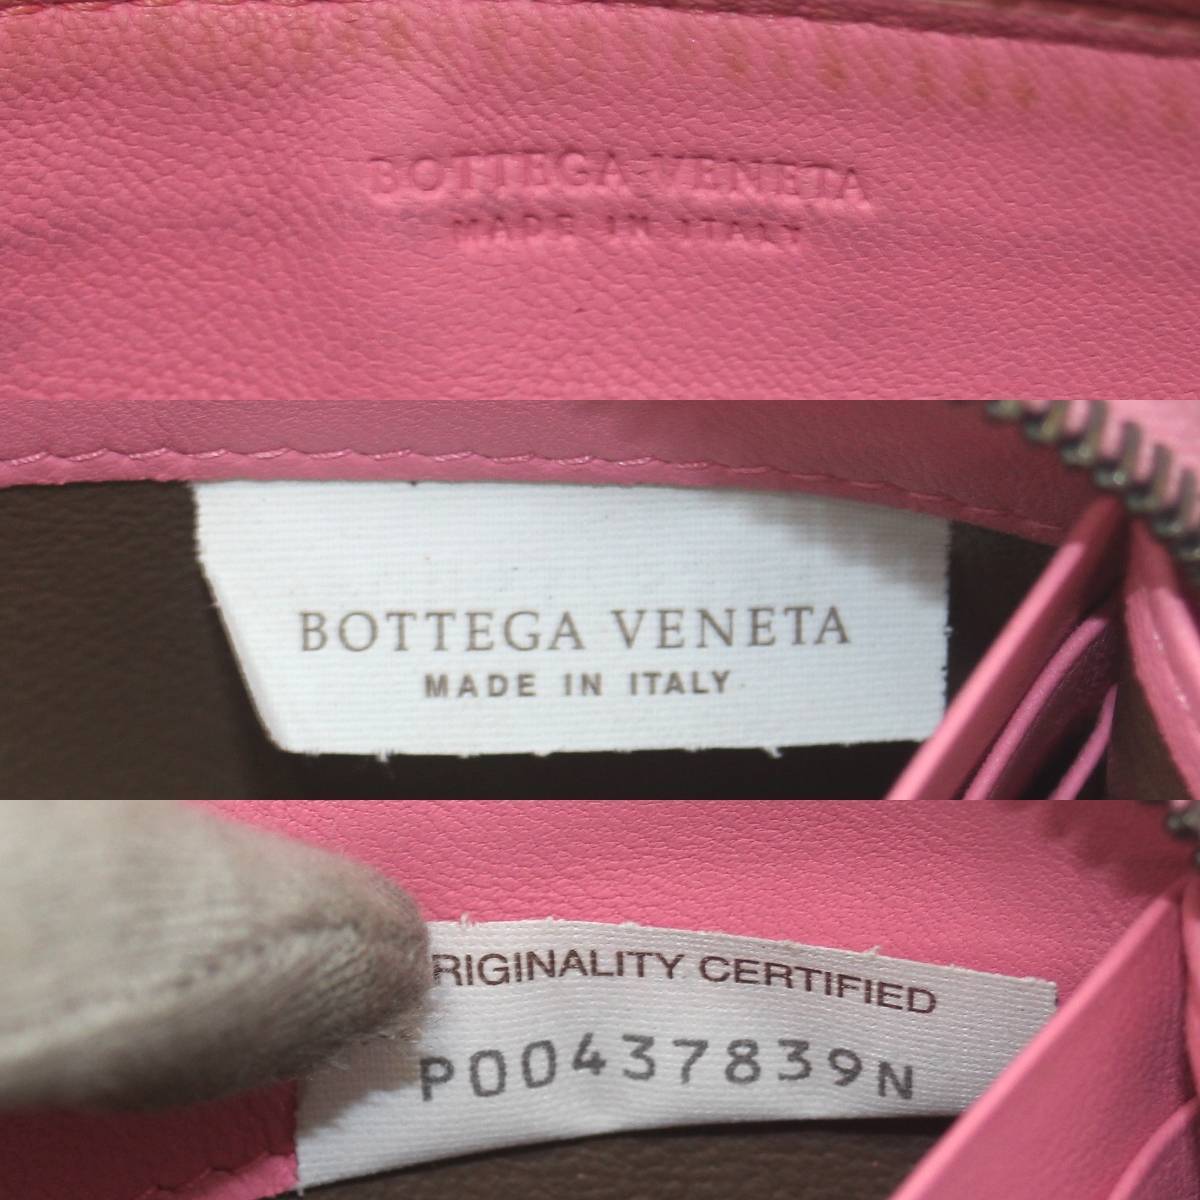 BOTTEGA VENETA
MADE IN ITALY
BOTTEGA VENETA
MADE IN ITALY
RIGINALITY CERTIFIED
P00437839N